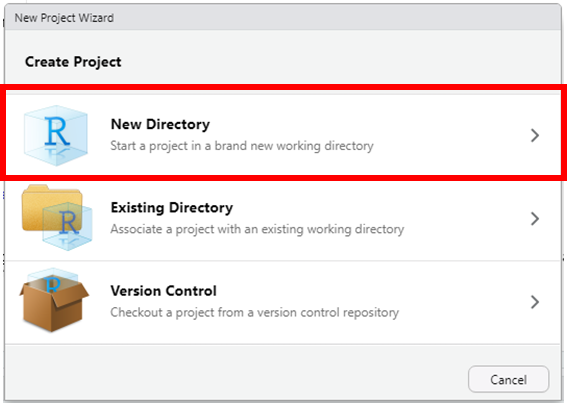 New Project Wizard
Create Project
R
New Directory
Start a project in a brand new working directory
R
Existing Directory
Associate a project with an existing working directory
R
Version Control
Checkout a project from a version control repository
Cancel